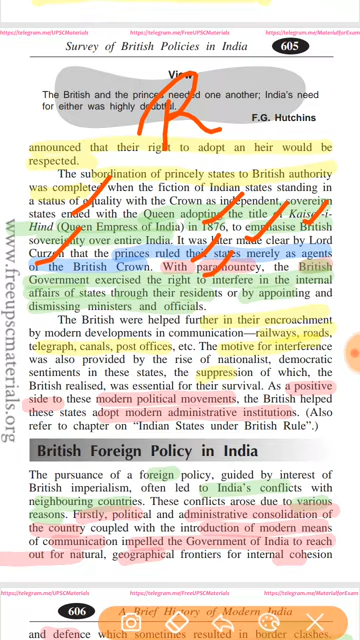 https://telegram.me/UPSCMaterials https://telegram.me/FreeUPSCMaterials https://telegram.me/UPSCMaterials
Survey of British Policies in India 605
View
The British and the princes needed one another; India's need
for either was highly doubtful.
F.G. Hutchins
R
announced that their right to adopt an heir would be
respected.
The subordination of princely states to British authority
was completed when the fiction of Indian states standing in
a status of equality with the Crown as independent, sovereign
states ended with the Queen adopting the title of Kaisar-i-
Hind (Queen Empress of India) in 1876, to emphasise British
sovereignty over entire India. It was later made clear by Lord
Curzon that the princes ruled their states merely as agents
of the British Crown. With paramountcy, the British
Government exercised the right to interfere in the internal
affairs of states through their residents or by appointing and
dismissing ministers and officials.
The British were helped further in their encroachment
by modern developments in communication—railways, roads,
telegraph, canals, post offices, etc. The motive for interference
was also provided by the rise of nationalist, democratic
sentiments in these states, the suppression of which, the
British realised, was essential for their survival. As a positive
side to these modern political movements, the British helped
these states adopt modern administrative institutions. (Also
refer to chapter on “Indian States under British Rule”.)
British Foreign Policy in India
The pursuance of a foreign policy, guided by interest of
British imperialism, often led to India's conflicts with
neighbouring countries. These conflicts arose due to various
reasons. Firstly, political and administrative consolidation of
the country coupled with the introduction of modern means
of communication impelled the Government of India to reach
out for natural, geographical frontiers for internal cohesion
www.freeupscmaterials.org
https://telegram.me/UPSCMaterials https://telegram.me/FreeUPSCMaterials https://telegram.me/UPSCMaterials
606 A Brief History of Modern India
and defence which sometimes resulted in border clashes.